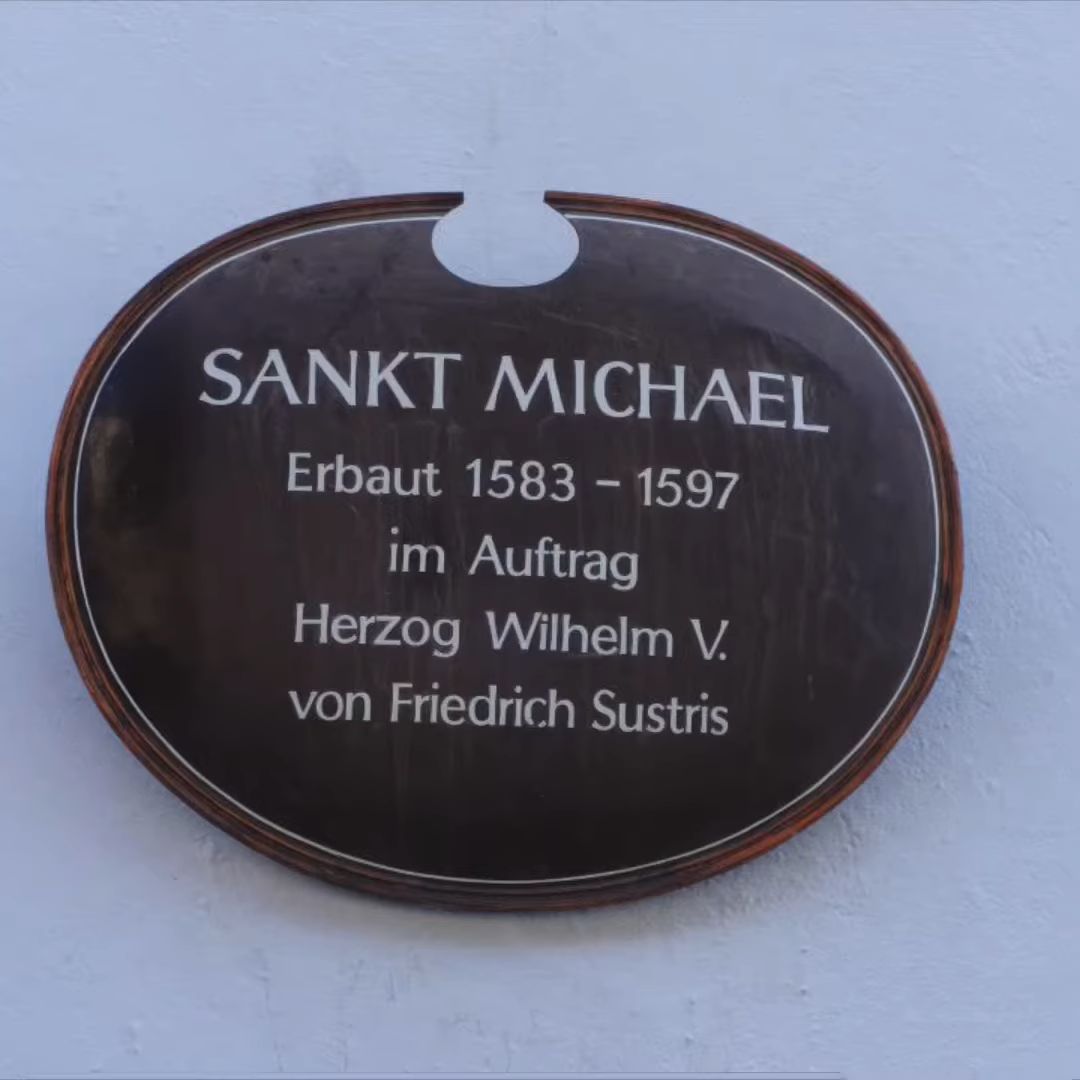 SANKT MICHAEL
Erbaut 1583 – 1597
im Auftrag
Herzog Wilhelm V.
von Friedrich Sustris